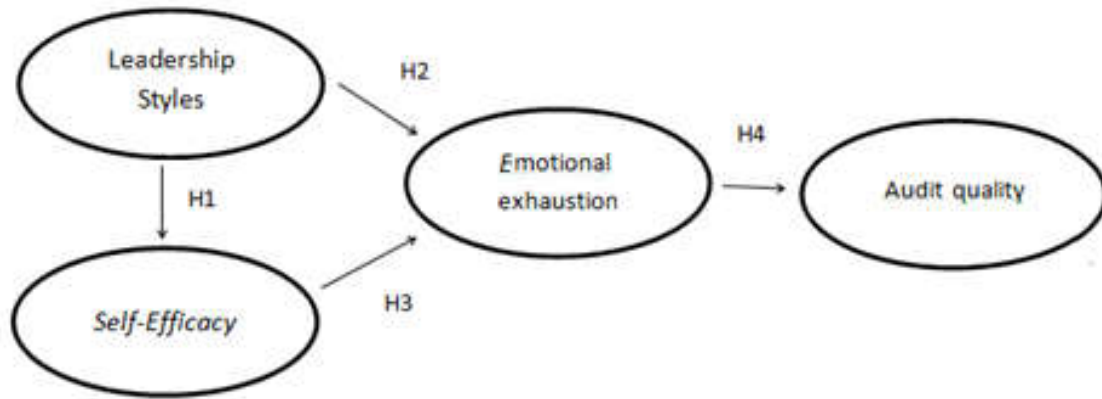 Leadership
Styles
H2
H1
Emotional
exhaustion
H4
Audit quality
Self-Efficacy
H3